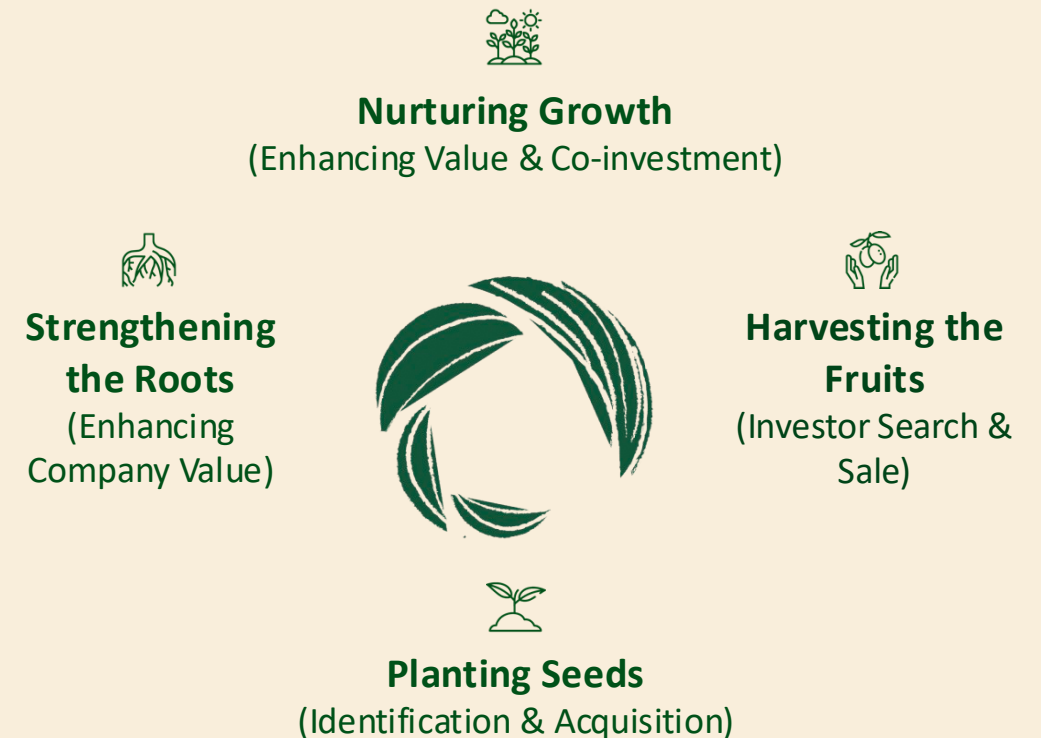 Nurturing Growth
(Enhancing Value & Co-investment)
Strengthening
the Roots
(Enhancing
Company Value)
Harvesting the
Fruits
(Investor Search &
Sale)
Planting Seeds
(Identification & Acquisition)